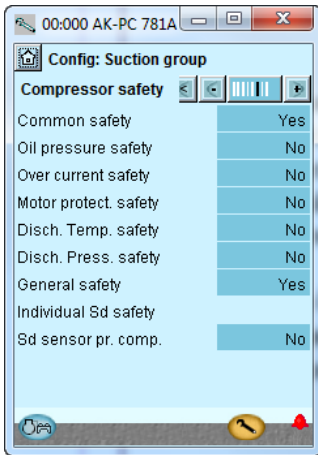 00:000 AK-PC 781A
Config: Suction group
Compressor safety
Common safety Yes
Oil pressure safety No
Over current safety No
Motor protect. safety No
Disch. Temp. safety No
Disch. Press. safety No
General safety Yes
Individual Sd safety
Sd sensor pr. comp. No